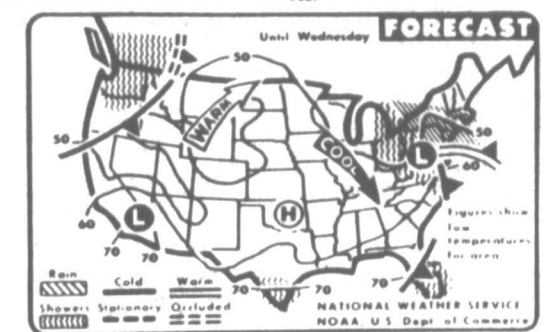 FORECAST
Until Wednesday
50
WARM
COOL
50
50
L
60
L
H
60
70
70
70
70
70
Figures show
low
temperatures
for area
Rain
Cold
Warm
Showers
Stationary
Occluded
NATIONAL WEATHER SERVICE
NOAA, U.S. Dept of Commerce